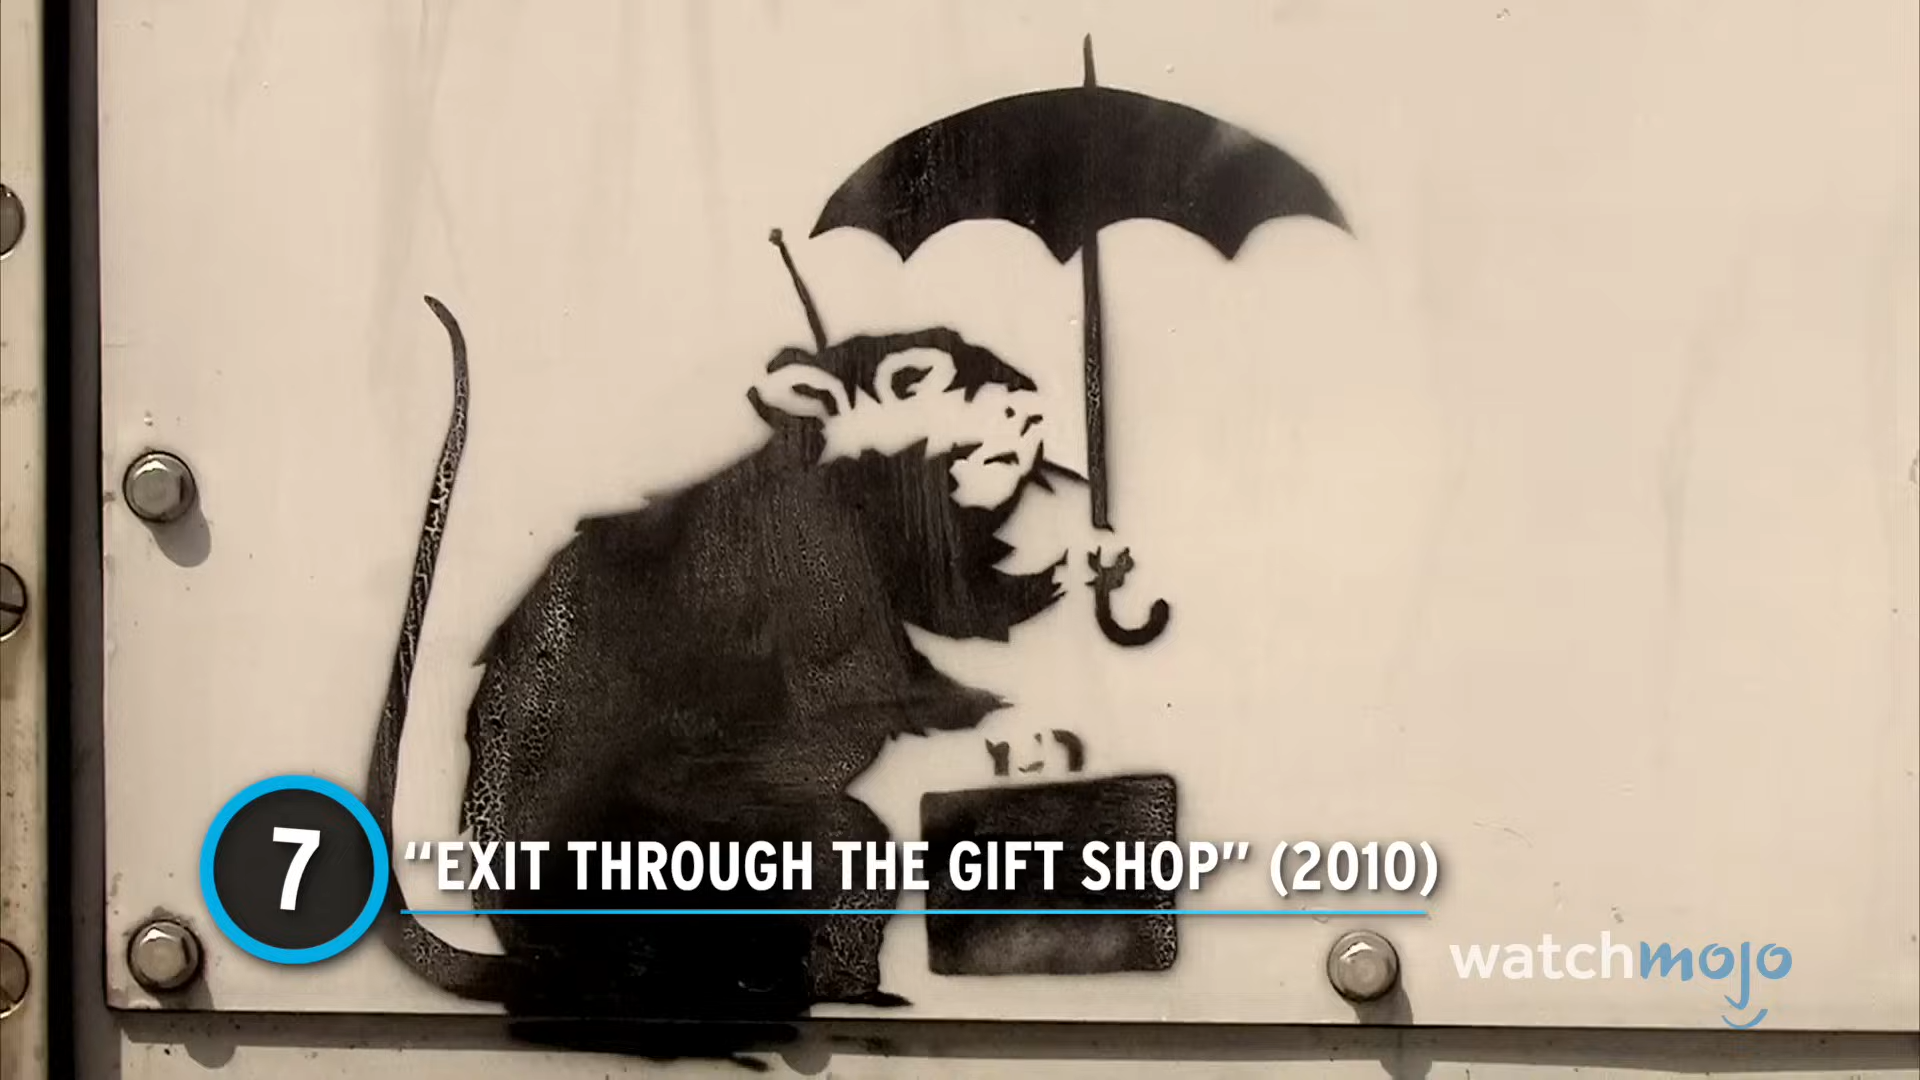 7
“EXIT THROUGH THE GIFT SHOP” (2010)
watchmojo